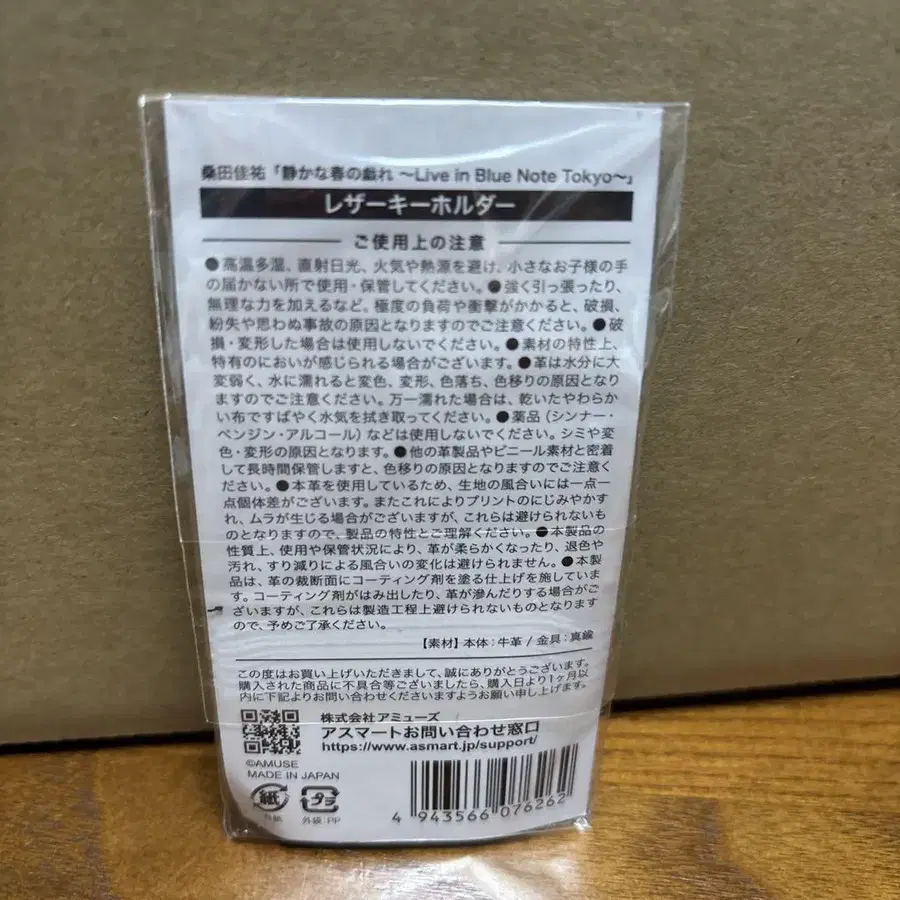 桑田佳祐「静かな春の戯れ ～Live in Blue Note Tokyo～」
レザーキーホルダー
ご使用上の注意
●高温多湿、直射日光、火気や熱源を避け、小さなお子様の手
の届かない所で使用・保管してください。●強く引っ張ったり、
無理な力を加えるなど。極度の負荷や衝撃がかかると、破損、
紛失や思わぬ事故の原因となりますのでご注意ください。●破
損・変形した場合は使用しないでください。●素材の特性上、
特有のにおいが感じられる場合がございます。●革は水分に大
変弱く、水に濡れると変色、変形、色落ち、色移りの原因となり
ますのでご注意ください。万一濡れた場合は、乾いたやわらか
い布ですばやく水気を拭き取ってください。●薬品（シンナー・
ベンジン・アルコール）などは使用しないでください。シミや変
色・変形の原因となります。●他の革製品やビニール素材と密着
して長時間保管しますと、色移りの原因となりますのでご注意く
ださい。●本革を使用しているため、生地の風合いには一点一
点個体差がございます。またこれによりプリントのにじみやかす
れ、ムラが生じる場合がございますが、これらは避けられないも
のとなりますので、製品の特性とご理解ください。●本製品の
性質上、使用や保管状況により、革が柔らかくなったり、退色や
汚れ、すり減りによる風合いの変化は避けられません。●本製
品は、革の裁断面にコーティング剤を塗る仕上げを施していま
す。コーティング剤がはみ出したり、革が滲んだりする場合がご
ざいますが、これらは製造工程上避けられないものとなります
ので、予めご了承ください。
【素材】本体：牛革 / 金具：真鍮
この度はお買い上げいただきまして、誠にありがとうございます。
購入された商品に不具合等ございましたら、購入日より1ヶ月以
内に下記よりお問い合わせくださいますようお願い申し上げます。
株式会社アミューズ
アスマートお問い合わせ窓口
https://www.asmart.jp/support/
©AMUSE
MADE IN JAPAN
紙 プラ
台紙 外袋：PP
4 943566 076262